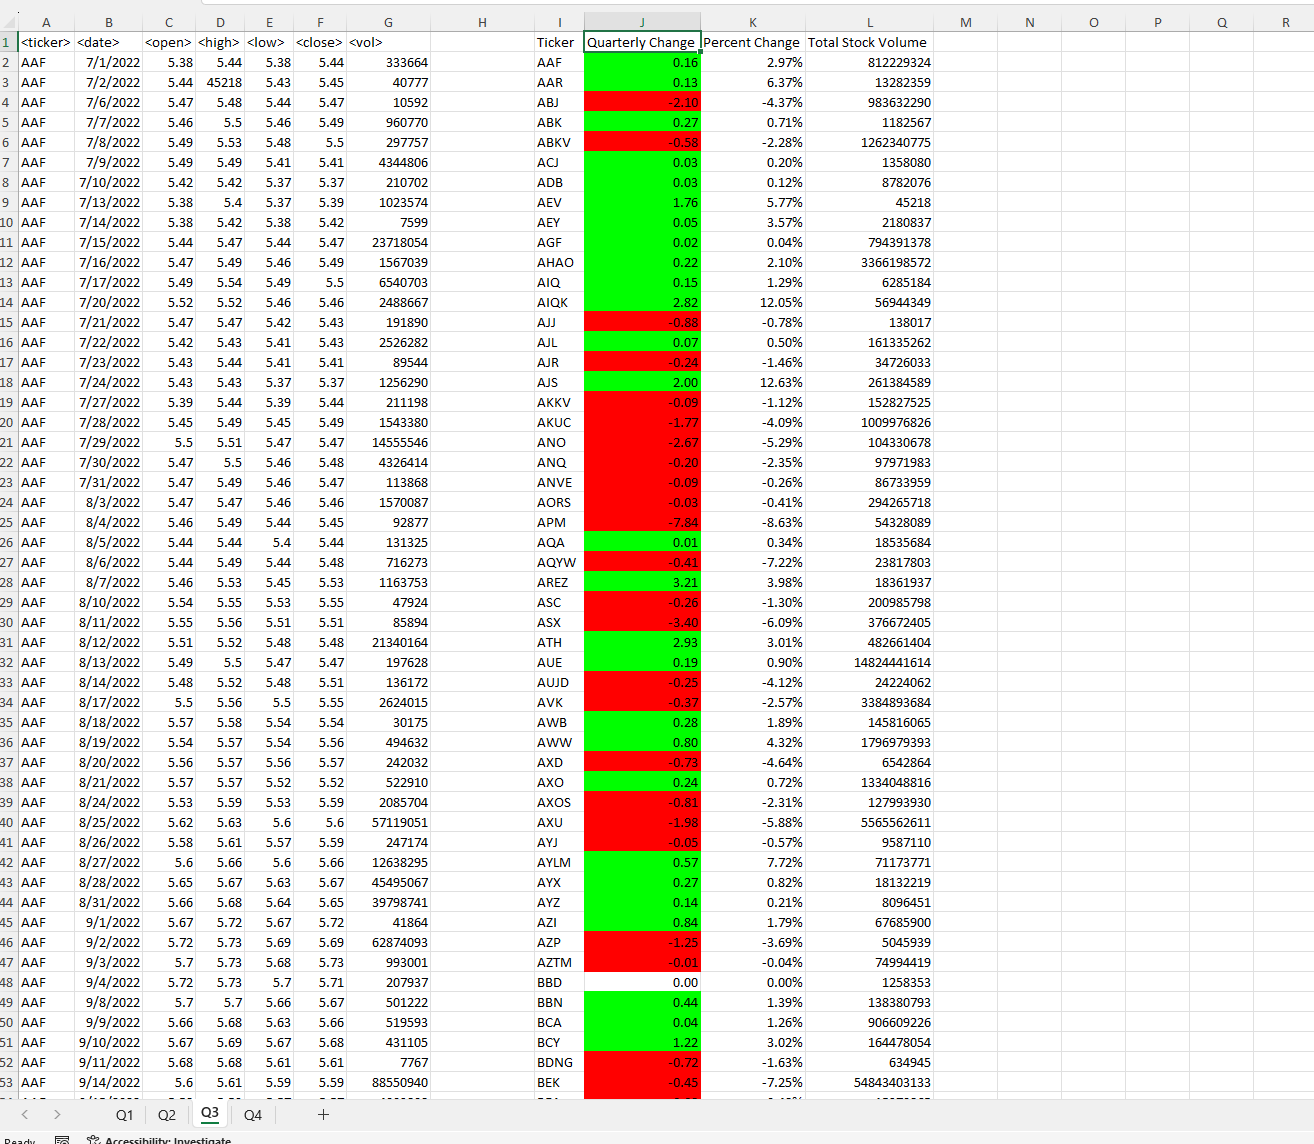 A B C D E F G H I J K L M N O P Q R
1 <ticker> <date> <open> <high> <low> <close> <vol> Ticker Quarterly Change Percent Change Total Stock Volume
2 AAF 7/1/2022 5.38 5.44 5.38 5.44 333664 AAF 0.16 2.97% 812229324
3 AAF 7/2/2022 5.44 45218 5.43 5.45 40777 AAR 0.13 6.37% 13282359
4 AAF 7/6/2022 5.47 5.48 5.44 5.47 10592 ABJ -2.10 -4.37% 983632290
5 AAF 7/7/2022 5.46 5.5 5.46 5.49 960770 ABK 0.27 0.71% 1182567
6 AAF 7/8/2022 5.49 5.53 5.48 5.5 297757 ABKV -0.58 -2.28% 1262340775
7 AAF 7/9/2022 5.49 5.49 5.41 5.41 4344806 ACJ 0.03 0.20% 1358080
8 AAF 7/10/2022 5.42 5.42 5.37 5.37 210702 ADB 0.03 0.12% 8782076
9 AAF 7/13/2022 5.38 5.4 5.37 5.39 1023574 AEV 1.76 5.77% 45218
10 AAF 7/14/2022 5.38 5.42 5.38 5.42 7599 AEY 0.05 3.57% 2180837
11 AAF 7/15/2022 5.44 5.47 5.44 5.47 23718054 AGF 0.02 0.04% 794391378
12 AAF 7/16/2022 5.47 5.49 5.46 5.49 1567039 AHAO 0.22 2.10% 3366198572
13 AAF 7/17/2022 5.49 5.54 5.49 5.5 6540703 AIQ 0.15 1.29% 6285184
14 AAF 7/20/2022 5.52 5.52 5.46 5.46 2488667 AIQK 2.82 12.05% 56944349
15 AAF 7/21/2022 5.47 5.47 5.42 5.43 191890 AJJ -0.88 -0.78% 138017
16 AAF 7/22/2022 5.42 5.43 5.41 5.43 2526282 AJL 0.07 0.50% 161335262
17 AAF 7/23/2022 5.43 5.44 5.41 5.41 89544 AJR -0.24 -1.46% 34726033
18 AAF 7/24/2022 5.43 5.43 5.37 5.37 1256290 AJS 2.00 12.63% 261384589
19 AAF 7/27/2022 5.39 5.44 5.39 5.44 211198 AKKV -0.09 -1.12% 152827525
20 AAF 7/28/2022 5.45 5.49 5.45 5.49 1543380 AKUC -1.77 -4.09% 1009976826
21 AAF 7/29/2022 5.5 5.51 5.47 5.47 14555546 ANO -2.67 -5.29% 104330678
22 AAF 7/30/2022 5.47 5.5 5.46 5.48 4326414 ANQ -0.20 -2.35% 97971983
23 AAF 7/31/2022 5.47 5.49 5.46 5.47 113868 ANVE -0.09 -0.26% 86733959
24 AAF 8/3/2022 5.47 5.47 5.46 5.46 1570087 AORS -0.03 -0.41% 294265718
25 AAF 8/4/2022 5.46 5.49 5.44 5.45 92877 APM -7.84 -8.63% 54328089
26 AAF 8/5/2022 5.44 5.44 5.4 5.44 131325 AQA 0.01 0.34% 18535684
27 AAF 8/6/2022 5.44 5.49 5.44 5.48 716273 AQYW -0.41 -7.22% 23817803
28 AAF 8/7/2022 5.46 5.53 5.45 5.53 1163753 AREZ 3.21 3.98% 18361937
29 AAF 8/10/2022 5.54 5.55 5.53 5.55 47924 ASC -0.26 -1.30% 200985798
30 AAF 8/11/2022 5.55 5.56 5.51 5.51 85894 ASX -3.40 -6.09% 376672405
31 AAF 8/12/2022 5.51 5.52 5.48 5.48 21340164 ATH 2.93 3.01% 482661404
32 AAF 8/13/2022 5.49 5.5 5.47 5.47 197628 AUE 0.19 0.90% 14824441614
33 AAF 8/14/2022 5.48 5.52 5.48 5.51 136172 AUJD -0.25 -4.12% 24224062
34 AAF 8/17/2022 5.5 5.56 5.5 5.55 2624015 AVK -0.37 -2.57% 3384893684
35 AAF 8/18/2022 5.57 5.58 5.54 5.54 30175 AWB 0.28 1.89% 145816065
36 AAF 8/19/2022 5.54 5.57 5.54 5.56 494632 AWW 0.80 4.32% 1796979393
37 AAF 8/20/2022 5.56 5.57 5.56 5.57 242032 AXD -0.73 -4.64% 6542864
38 AAF 8/21/2022 5.57 5.57 5.52 5.52 522910 AXO 0.24 0.72% 1334048816
39 AAF 8/24/2022 5.53 5.59 5.53 5.59 2085704 AXOS -0.81 -2.31% 127993930
40 AAF 8/25/2022 5.62 5.63 5.6 5.6 57119051 AXU -1.98 -5.88% 5565562611
41 AAF 8/26/2022 5.58 5.61 5.57 5.59 247174 AYJ -0.05 -0.57% 9587110
42 AAF 8/27/2022 5.6 5.66 5.6 5.66 12638295 AYLM 0.57 7.72% 71173771
43 AAF 8/28/2022 5.65 5.67 5.63 5.67 45495067 AYX 0.27 0.82% 18132219
44 AAF 8/31/2022 5.66 5.68 5.64 5.65 39798741 AYZ 0.14 0.21% 8096451
45 AAF 9/1/2022 5.67 5.72 5.67 5.72 41864 AZI 0.84 1.79% 67685900
46 AAF 9/2/2022 5.72 5.73 5.69 5.69 62874093 AZP -1.25 -3.69% 5045939
47 AAF 9/3/2022 5.7 5.73 5.68 5.73 993001 AZTM -0.01 -0.04% 74994419
48 AAF 9/4/2022 5.72 5.73 5.7 5.71 207937 BBD 0.00 0.00% 1258353
49 AAF 9/8/2022 5.7 5.7 5.66 5.67 501222 BBN 0.44 1.39% 138380793
50 AAF 9/9/2022 5.66 5.68 5.63 5.66 519593 BCA 0.04 1.26% 906609226
51 AAF 9/10/2022 5.67 5.69 5.67 5.68 431105 BCY 1.22 3.02% 164478054
52 AAF 9/11/2022 5.68 5.68 5.61 5.61 7767 BDNG -0.72 -1.63% 634945
53 AAF 9/14/2022 5.6 5.61 5.59 5.59 88550940 BEK -0.45 -7.25% 54843403133
Q1 Q2 Q3 Q4
Ready Accessibility: Investigate